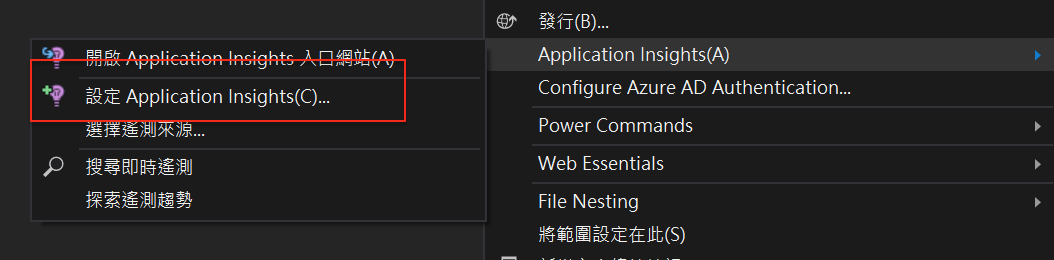 發行(B)...
Application Insights(A)
Configure Azure AD Authentication...
Power Commands
Web Essentials
File Nesting
將範圍設定在此(S)
開啟 Application Insights 入口網站(A)
設定 Application Insights(C)...
選擇遙測來源...
搜尋即時遙測
探索遙測趨勢